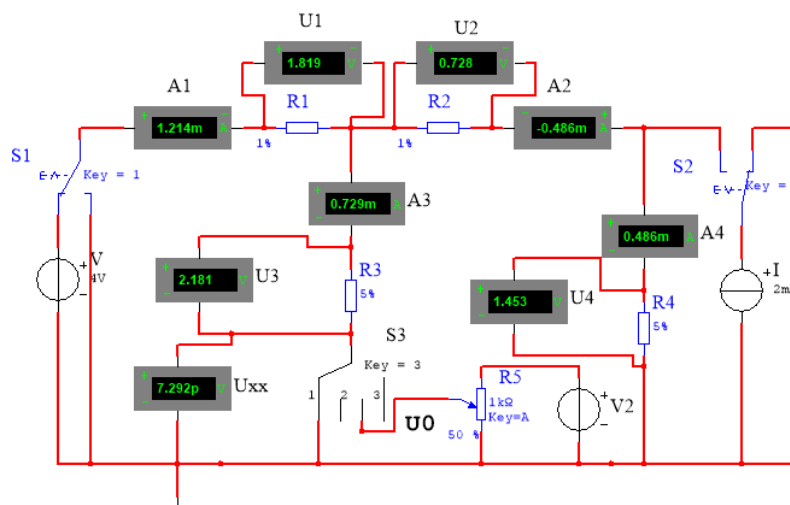 U1
U2
+ 1.819 - V
+ 0.728 - V
A1
R1
R2
A2
+ 1.214m - A
- -0.486m + A
1%
1%
S1
Key = 1
S2
Key =
+ 0.729m - A
A3
+ 0.486m - A
A4
+ 2.181 - V
U3
R3
5%
V
+
-
4V
+ 1.453 - V
U4
R4
5%
+ I
2m
S3
Key = 3
+ 7.292p - V
Uxx
1
2
3
R5
1kΩ
Key=A
50 %
U0
+
-
V2